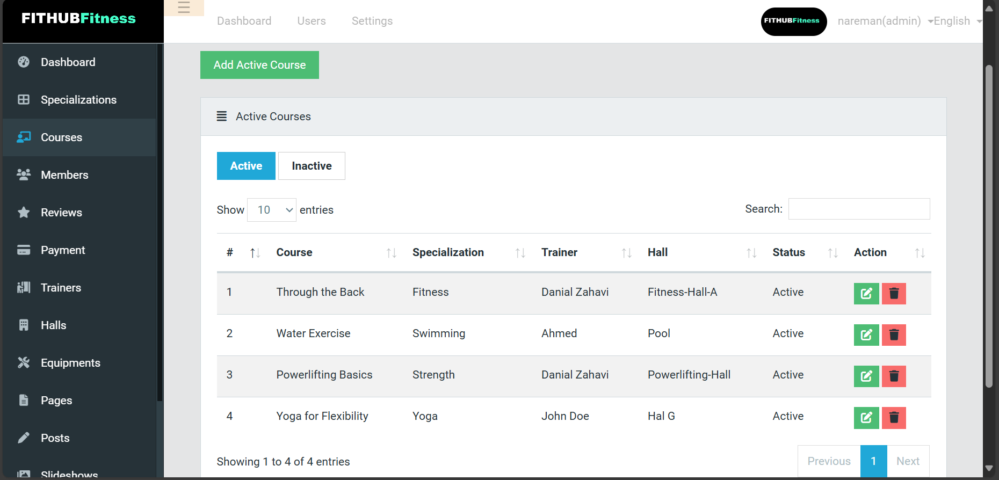 FITHUBFitness
Dashboard Users Settings
FITHUBFitness
nareman(admin) English
Dashboard
Specializations
Courses
Members
Reviews
Payment
Trainers
Halls
Equipments
Pages
Posts
Slideshows
Add Active Course
Active Courses
Active Inactive
Show 10 entries
Search:
# Course Specialization Trainer Hall Status Action
1 Through the Back Fitness Danial Zahavi Fitness-Hall-A Active
2 Water Exercise Swimming Ahmed Pool Active
3 Powerlifting Basics Strength Danial Zahavi Powerlifting-Hall Active
4 Yoga for Flexibility Yoga John Doe Hal G Active
Showing 1 to 4 of 4 entries
Previous 1 Next